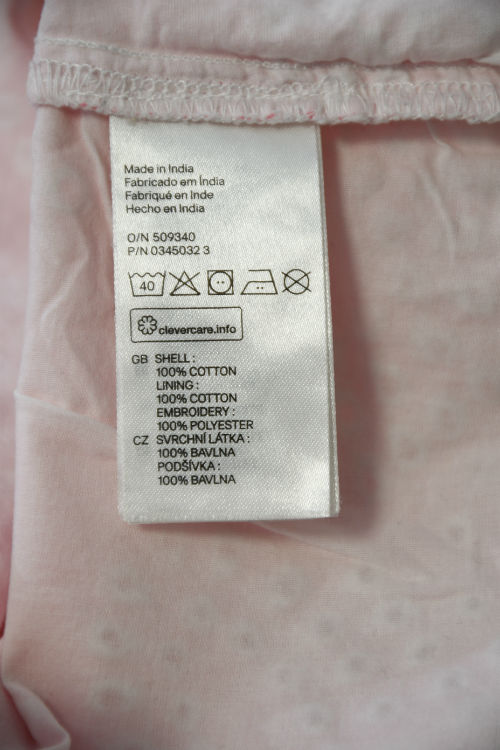 Made in India
Fabricado em Índia
Fabriqué en Inde
Hecho en India
O/N 509340
P/N 0345032 3
40
clevercare.info
GB SHELL :
100% COTTON
LINING :
100% COTTON
EMBROIDERY :
100% POLYESTER
CZ SVRCHNÍ LÁTKA :
100% BAVLNA
PODŠÍVKA :
100% BAVLNA